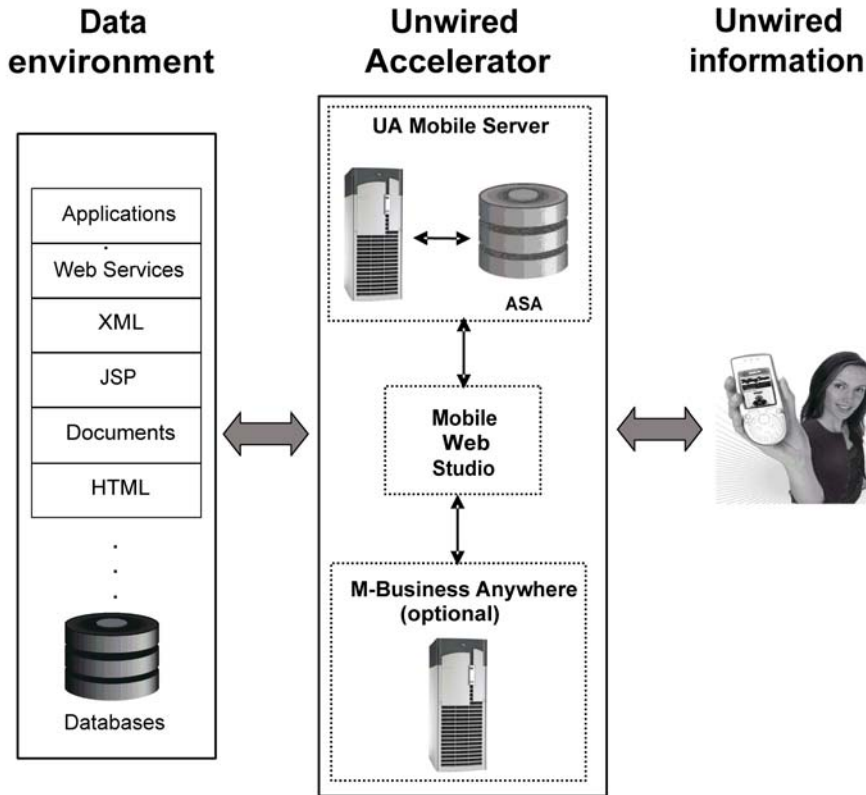 Data
environment
Unwired
Accelerator
Unwired
information
Applications
Web Services
XML
JSP
Documents
HTML
Databases
UA Mobile Server
ASA
Mobile
Web
Studio
M-Business Anywhere
(optional)